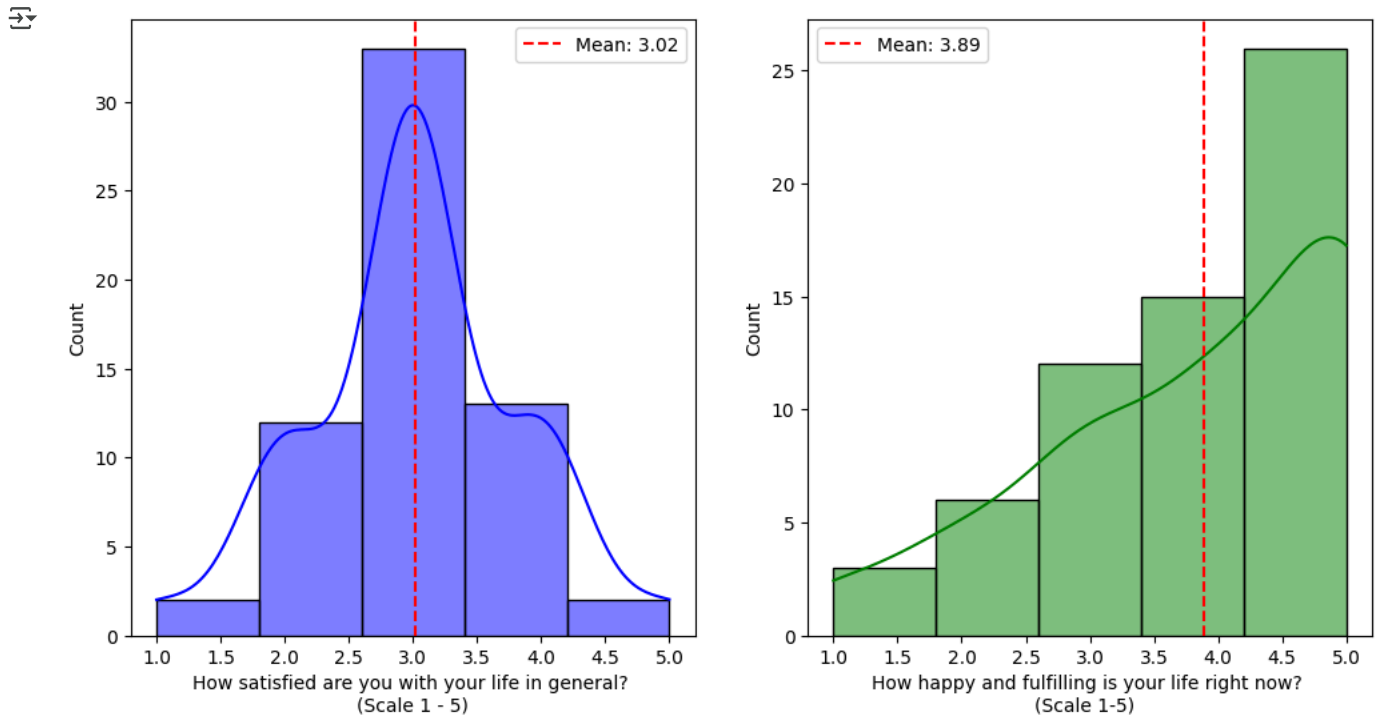 Mean: 3.02
30
25
20
15
10
5
0
Count
1.0 1.5 2.0 2.5 3.0 3.5 4.0 4.5 5.0
How satisfied are you with your life in general?
(Scale 1 - 5)
Mean: 3.89
25
20
15
10
5
0
Count
1.0 1.5 2.0 2.5 3.0 3.5 4.0 4.5 5.0
How happy and fulfilling is your life right now?
(Scale 1-5)